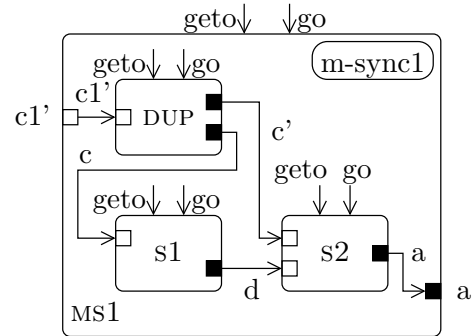 geto go
m-sync1
geto go
c1' c1' DUP
c'
c
geto go
geto go
s1 s2
a
d
a
MS1